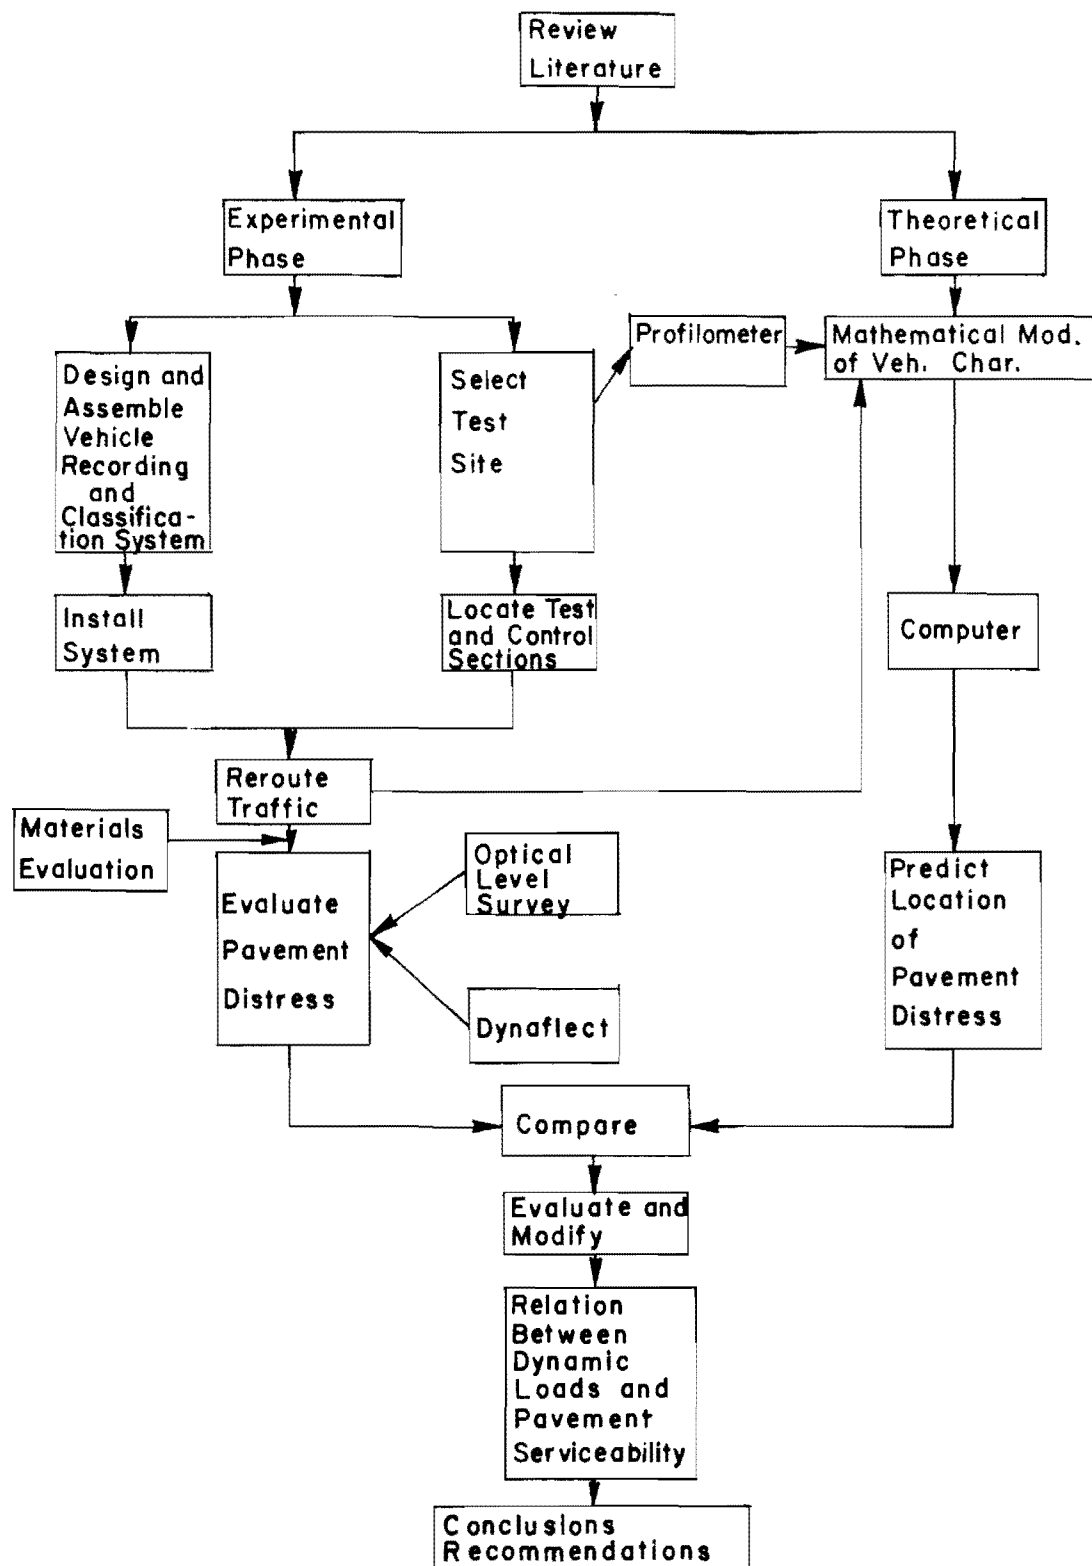 Review
Literature
Experimental
Phase
Theoretical
Phase
Design and
Assemble
Vehicle
Recording
and
Classifica-
tion System
Select
Test
Site
Profilometer
Mathematical Mod.
of Veh. Char.
Install
System
Locate Test
and Control
Sections
Computer
Reroute
Traffic
Materials
Evaluation
Evaluate
Pavement
Distress
Optical
Level
Survey
Dynaflect
Predict
Location
of
Pavement
Distress
Compare
Evaluate and
Modify
Relation
Between
Dynamic
Loads and
Pavement
Serviceability
Conclusions
Recommendations